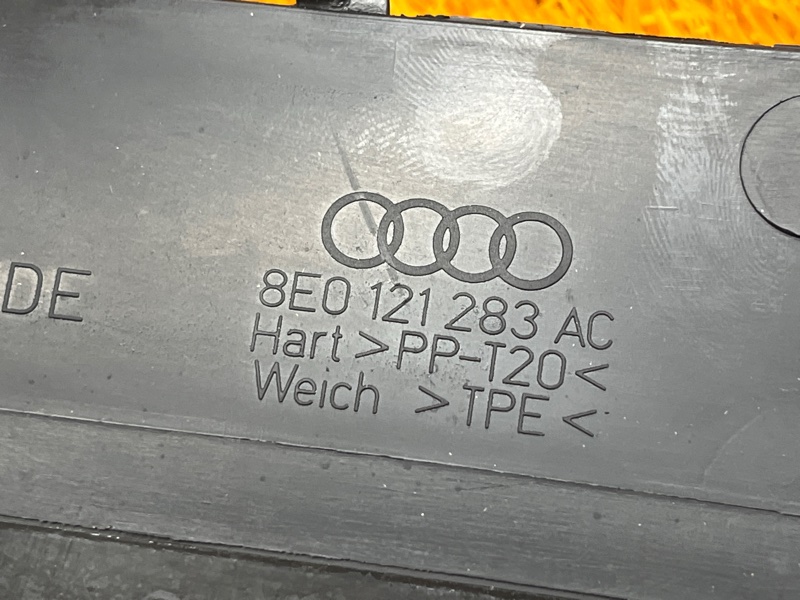 DE
8E0 121 283 AC
Hart >PP-T20<
Weich >TPE<